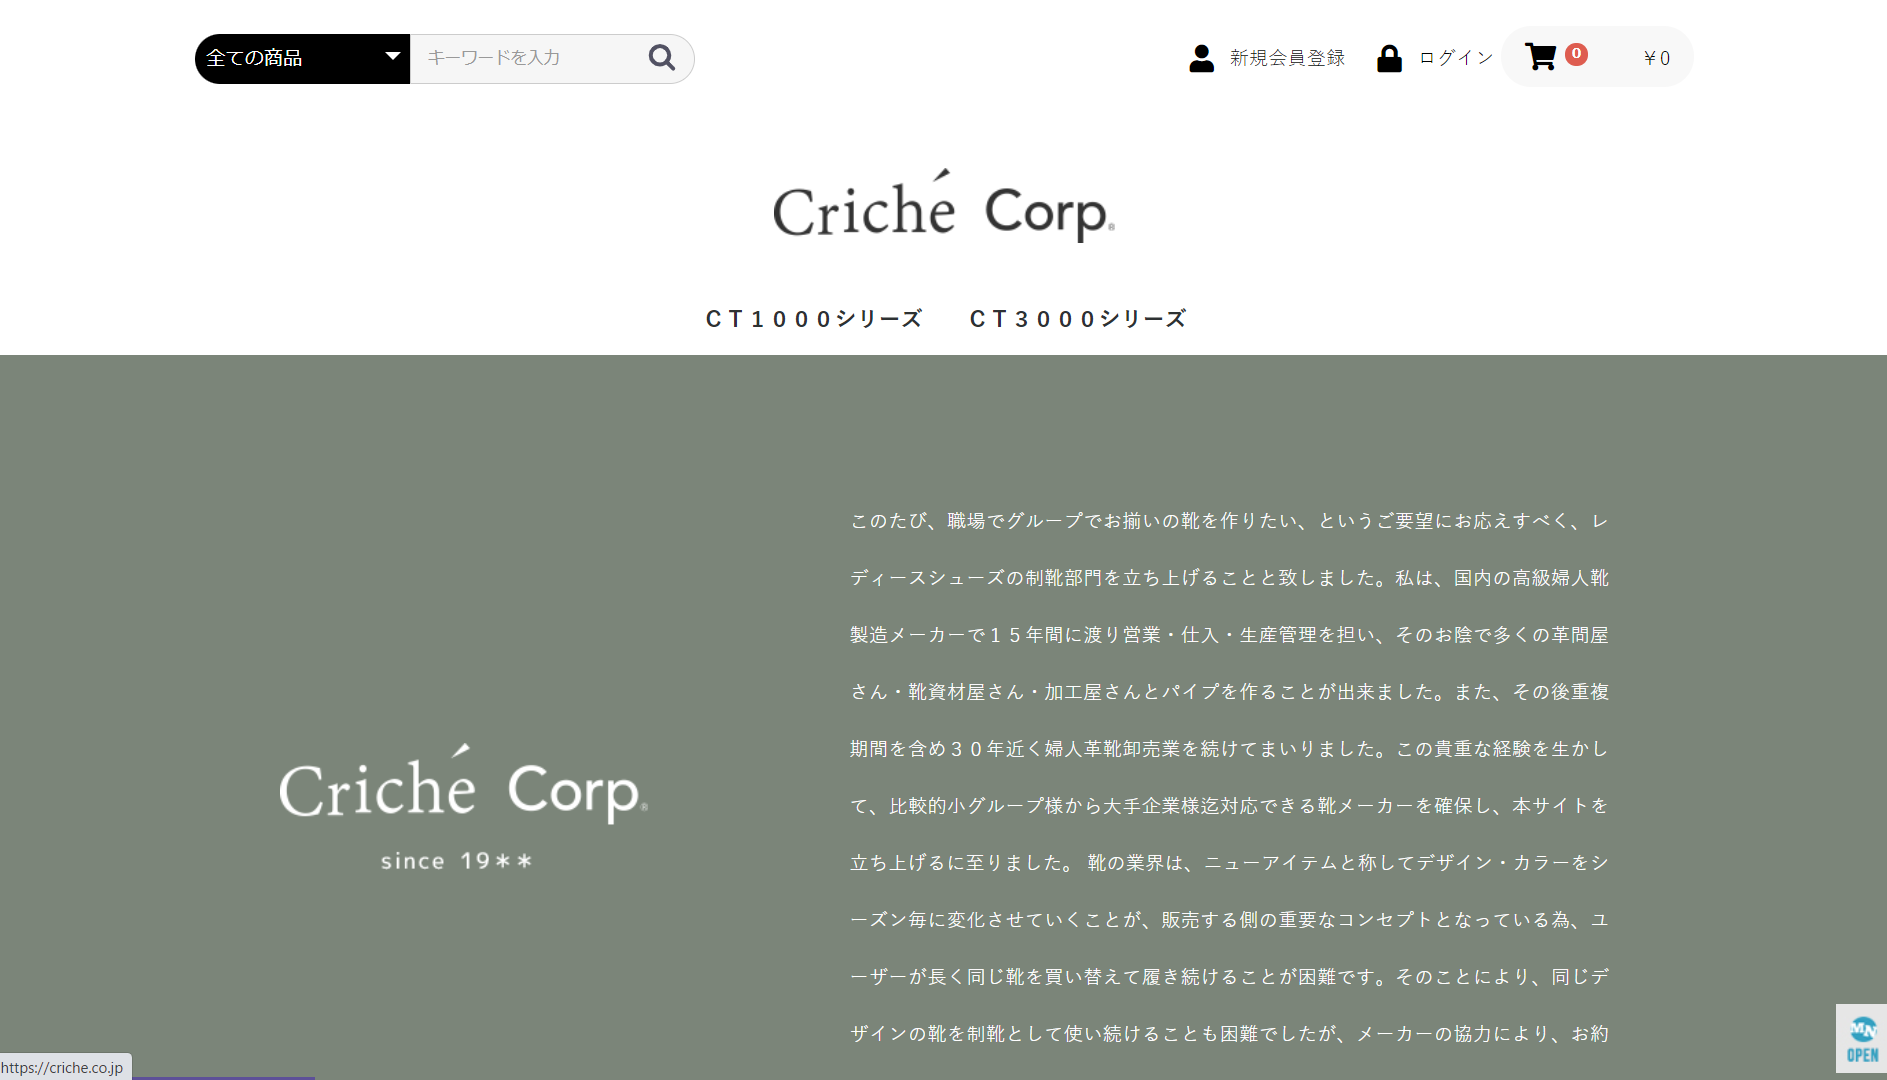 全ての商品 キーワードを入力 新規会員登録 ログイン 0 ￥0
Criché Corp.®
ＣＴ１０００シリーズ ＣＴ３０００シリーズ
このたび、職場でグループでお揃いの靴を作りたい、というご要望にお応えすべく、レ
ディースシューズの制靴部門を立ち上げることと致しました。私は、国内の高級婦人靴
製造メーカーで１５年間に渡り営業・仕入・生産管理を担い、そのお陰で多くの革問屋
さん・靴資材屋さん・加工屋さんとパイプを作ることが出来ました。また、その後重複
期間を含め３０年近く婦人革靴卸売業を続けてまいりました。この貴重な経験を生かし
て、比較的小グループ様から大手企業様迄対応できる靴メーカーを確保し、本サイトを
立ち上げるに至りました。 靴の業界は、ニューアイテムと称してデザイン・カラーをシ
ーズン毎に変化させていくことが、販売する側の重要なコンセプトとなっている為、ユ
ーザーが長く同じ靴を買い替えて履き続けることが困難です。そのことにより、同じデ
ザインの靴を制靴として使い続けることも困難でしたが、メーカーの協力により、お約
Criché Corp.®
since 19＊＊
MN
OPEN
https://criche.co.jp